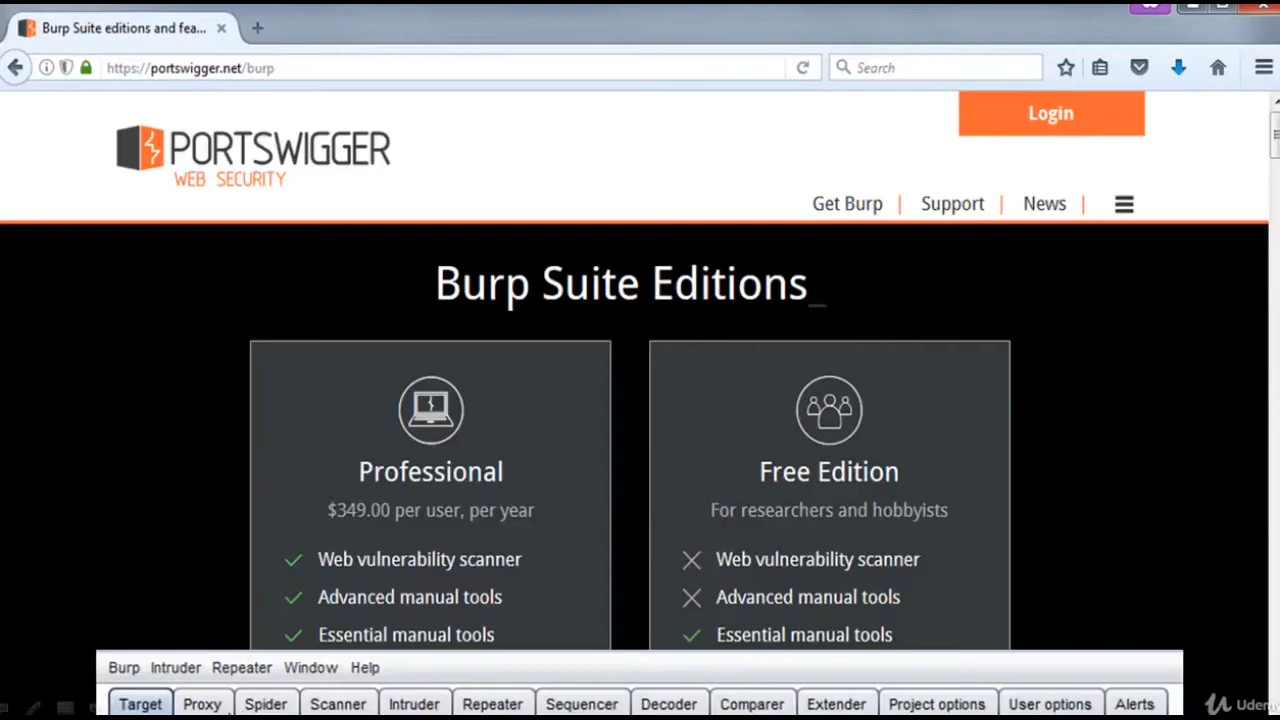 Burp Suite editions and fea...
https://portswigger.net/burp
Search
Login
PORTSWIGGER
WEB SECURITY
Get Burp | Support | News |
Burp Suite Editions_
Professional
$349.00 per user, per year
Web vulnerability scanner
Advanced manual tools
Essential manual tools
Free Edition
For researchers and hobbyists
Web vulnerability scanner
Advanced manual tools
Essential manual tools
Burp Intruder Repeater Window Help
Target Proxy Spider Scanner Intruder Repeater Sequencer Decoder Comparer Extender Project options User options Alerts